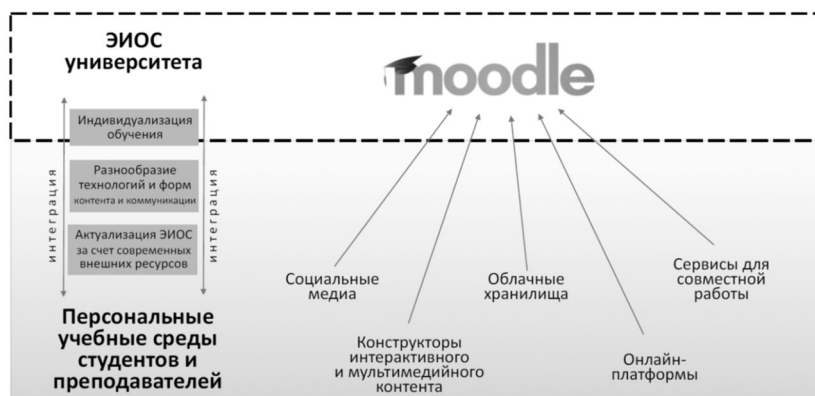 ЭИОС
университета
moodle
Индивидуализация
обучения
Разнообразие
технологий и форм
контента и коммуникации
Актуализация ЭИОС
за счет современных
внешних ресурсов
интеграция
интеграция
Персональные
учебные среды
студентов и
преподавателей
Социальные
медиа
Конструкторы
интерактивного
и мультимедийного
контента
Облачные
хранилища
Онлайн-
платформы
Сервисы для
совместной
работы